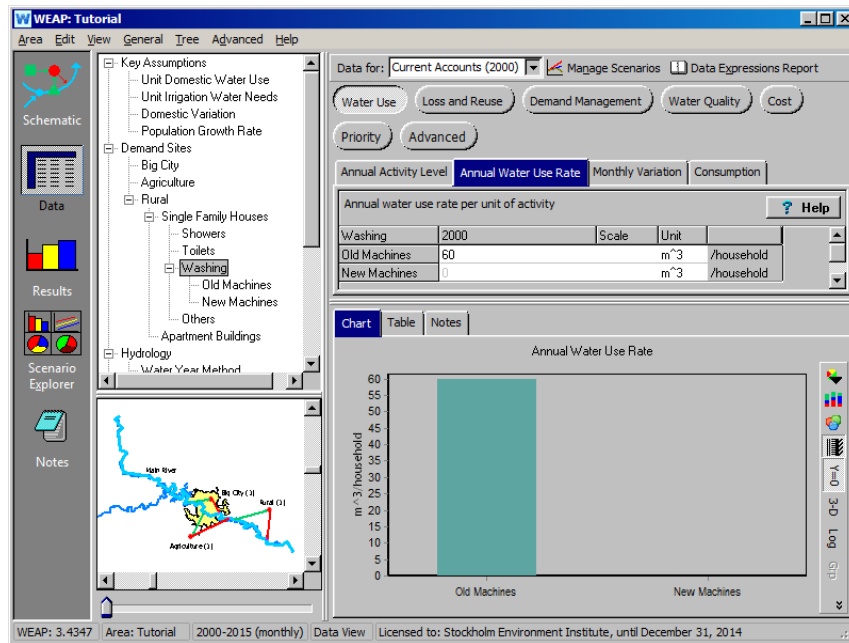 WEAP: Tutorial
Area Edit View General Tree Advanced Help
Schematic
Data
Results
Scenario
Explorer
Notes
Key Assumptions
Unit Domestic Water Use
Unit Irrigation Water Needs
Domestic Variation
Population Growth Rate
Demand Sites
Big City
Agriculture
Rural
Single Family Houses
Showers
Toilets
Washing
Old Machines
New Machines
Others
Apartment Buildings
Hydrology
Water Year Method
Main River
Big City (1)
Rural (3)
Agriculture (2)
Data for: Current Accounts (2000) Manage Scenarios Data Expressions Report
Water Use Loss and Reuse Demand Management Water Quality Cost
Priority Advanced
Annual Activity Level Annual Water Use Rate Monthly Variation Consumption
Annual water use rate per unit of activity ? Help
Washing 2000 Scale Unit
Old Machines 60 m^3 /household
New Machines 0 m^3 /household
Chart Table Notes
Annual Water Use Rate
m^3/household
60
55
50
45
40
35
30
25
20
15
10
5
0
Old Machines New Machines
Y=0
3-D
Log
Grp
WEAP: 3.4347 Area: Tutorial 2000-2015 (monthly) Data View Licensed to: Stockholm Environment Institute, until December 31, 2014